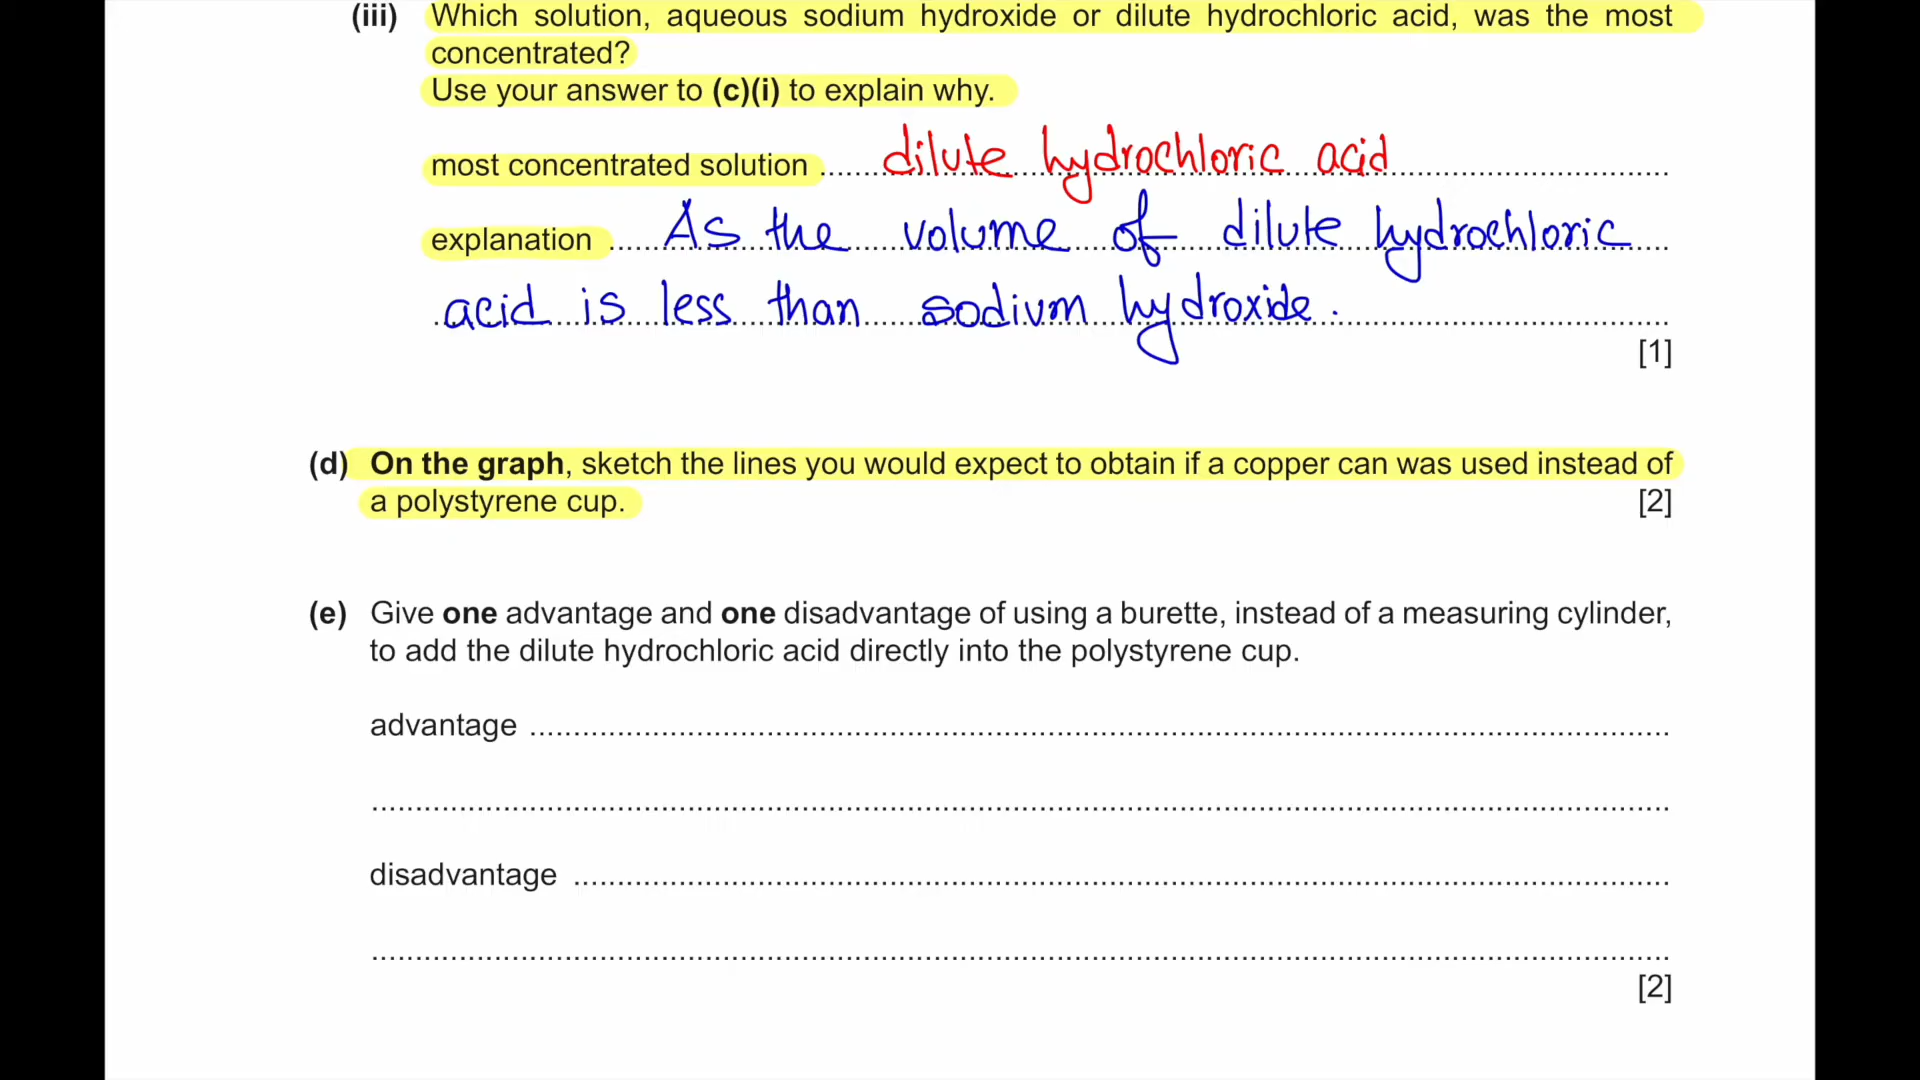 (iii) Which solution, aqueous sodium hydroxide or dilute hydrochloric acid, was the most
concentrated?
Use your answer to (c)(i) to explain why.
most concentrated solution dilute hydrochloric acid
explanation As the volume of dilute hydrochloric
acid is less than sodium hydroxide.
[1]
(d) On the graph, sketch the lines you would expect to obtain if a copper can was used instead of
a polystyrene cup. [2]
(e) Give one advantage and one disadvantage of using a burette, instead of a measuring cylinder,
to add the dilute hydrochloric acid directly into the polystyrene cup.
advantage
disadvantage
[2]